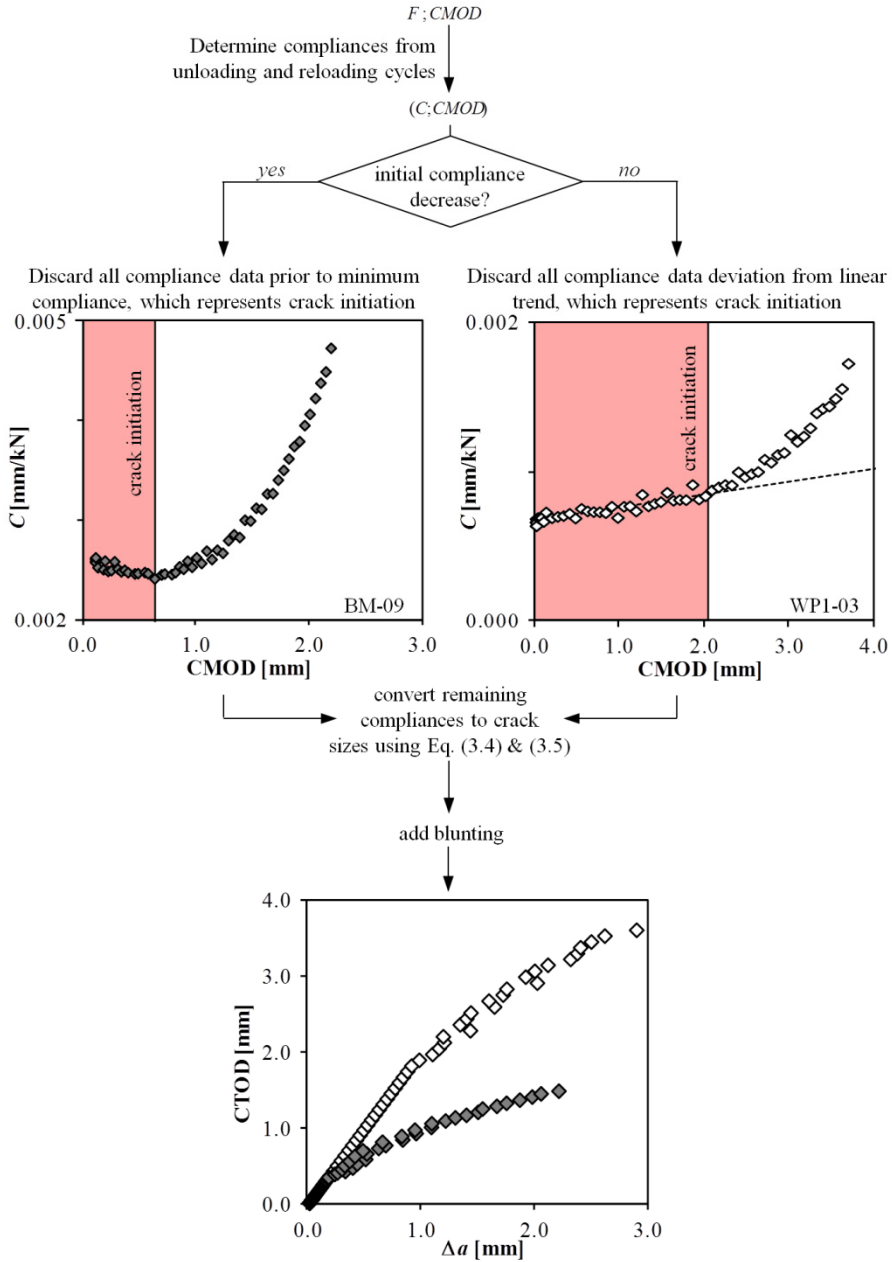 F ; CMOD
Determine compliances from
unloading and reloading cycles
(C;CMOD)
initial compliance
decrease?
yes
no
Discard all compliance data prior to minimum
compliance, which represents crack initiation
Discard all compliance data deviation from linear
trend, which represents crack initiation
0.005
0.002
C [mm/kN]
crack initiation
BM-09
0.0
1.0
2.0
3.0
CMOD [mm]
0.002
0.000
C [mm/kN]
crack initiation
WP1-03
0.0
1.0
2.0
3.0
4.0
CMOD [mm]
convert remaining
compliances to crack
sizes using Eq. (3.4) & (3.5)
add blunting
4.0
3.0
2.0
1.0
0.0
CTOD [mm]
0.0
1.0
2.0
3.0
Δa [mm]